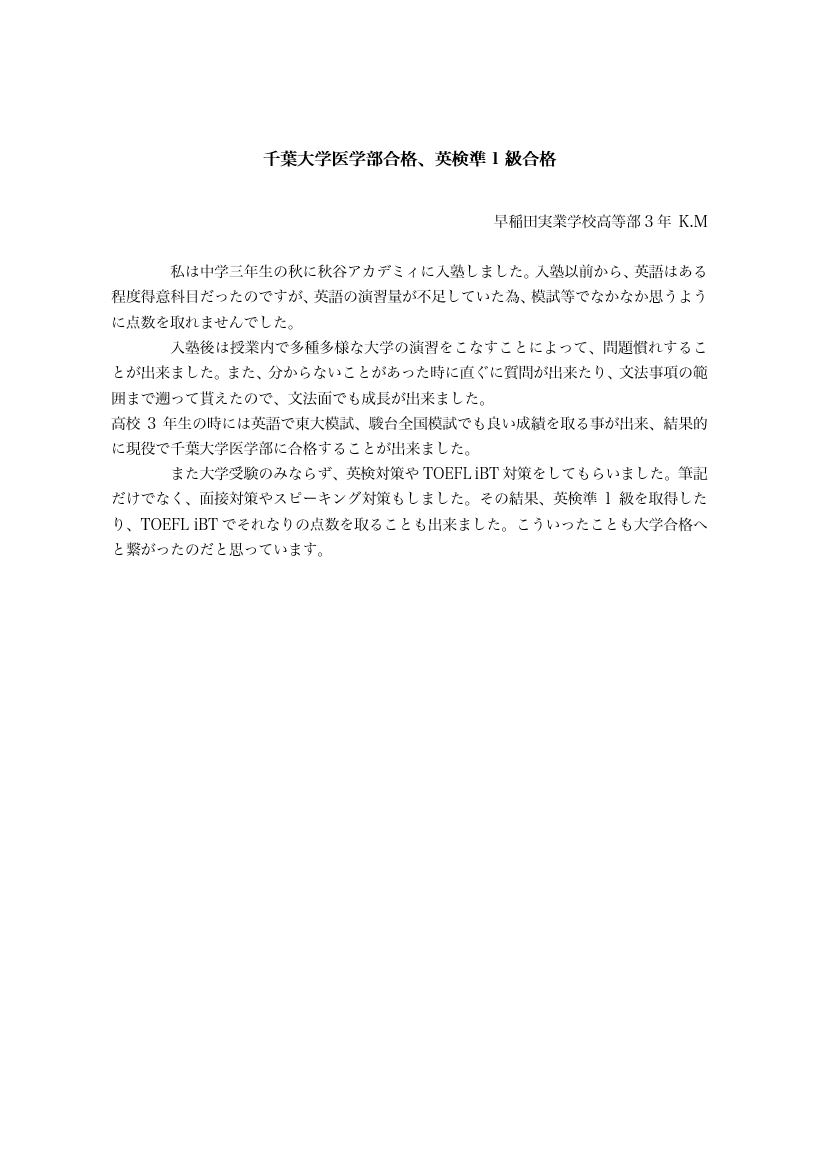 千葉大学医学部合格、英検準1級合格
早稲田実業学校高等部3年 K.M
私は中学三年生の秋に秋谷アカデミィに入塾しました。入塾以前から、英語はある
程度得意科目だったのですが、英語の演習量が不足していた為、模試等でなかなか思うよう
に点数を取れませんでした。
入塾後は授業内で多種多様な大学の演習をこなすことによって、問題慣れするこ
とが出来ました。また、分からないことがあった時に直ぐに質問が出来たり、文法事項の範
囲まで遡って貰えたので、文法面でも成長が出来ました。
高校 3 年生の時には英語で東大模試、駿台全国模試でも良い成績を取る事が出来、結果的
に現役で千葉大学医学部に合格することが出来ました。
また大学受験のみならず、英検対策や TOEFL iBT 対策をしてもらいました。筆記
だけでなく、面接対策やスピーキング対策もしました。その結果、英検準 1 級を取得した
り、TOEFL iBT でそれなりの点数を取ることも出来ました。こういったことも大学合格へ
と繋がったのだと思っています。